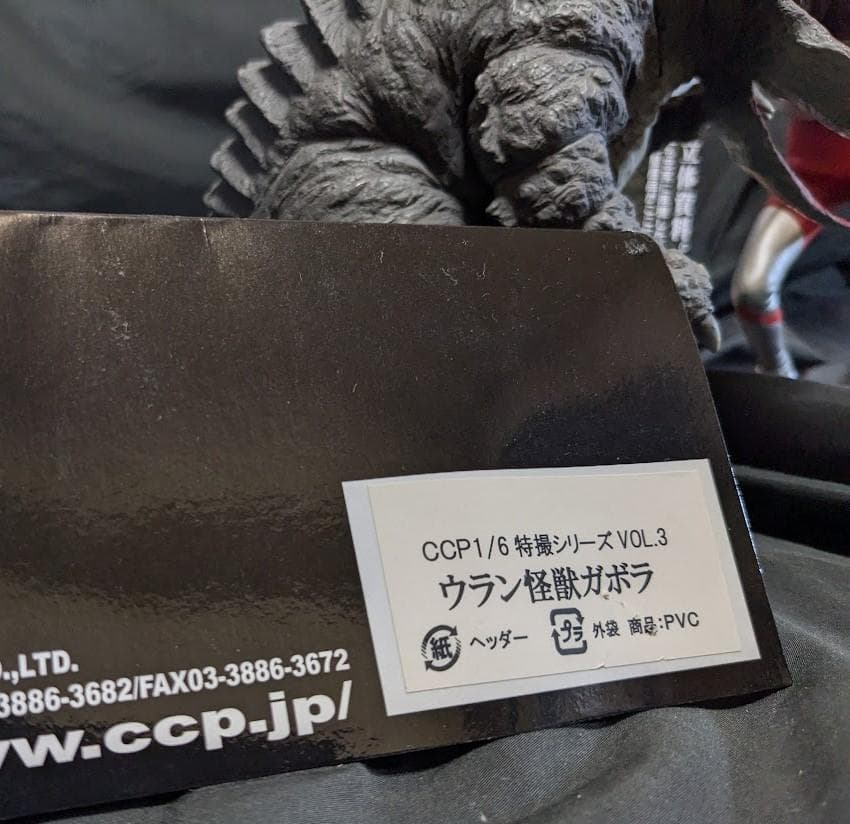 CCP1/6 特撮シリーズ VOL.3
ウラン怪獣ガボラ
紙 ヘッダー プラ 外袋 商品:PVC
.,LTD.
3886-3682/FAX03-3886-3672
w.ccp.jp/